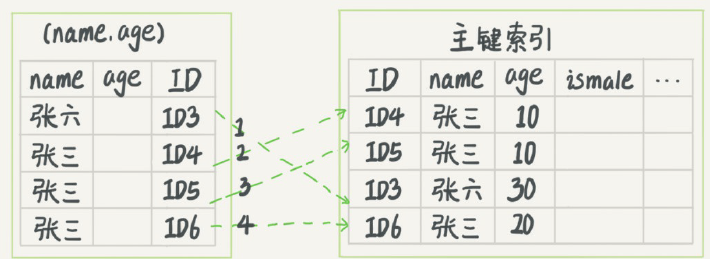 (name.age)
name age ID
张六 ID3
张三 ID4
张三 ID5
张三 ID6
1
2
3
4
主键索引
ID name age ismale ...
ID4 张三 10
ID5 张三 10
ID3 张六 30
ID6 张三 20